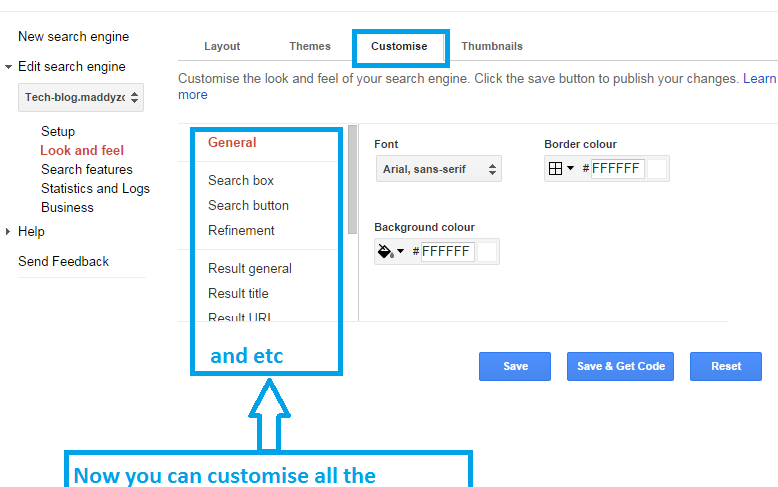 New search engine
Edit search engine
Tech-blog.maddyzo
Setup
Look and feel
Search features
Statistics and Logs
Business
Help
Send Feedback
Layout Themes Customise Thumbnails
Customise the look and feel of your search engine. Click the save button to publish your changes. Learn
more
General
Search box
Search button
Refinement
Result general
Result title
Result URL
and etc
Font
Arial, sans-serif
Border colour
# FFFFFF
Background colour
# FFFFFF
Save Save & Get Code Reset
Now you can customise all the